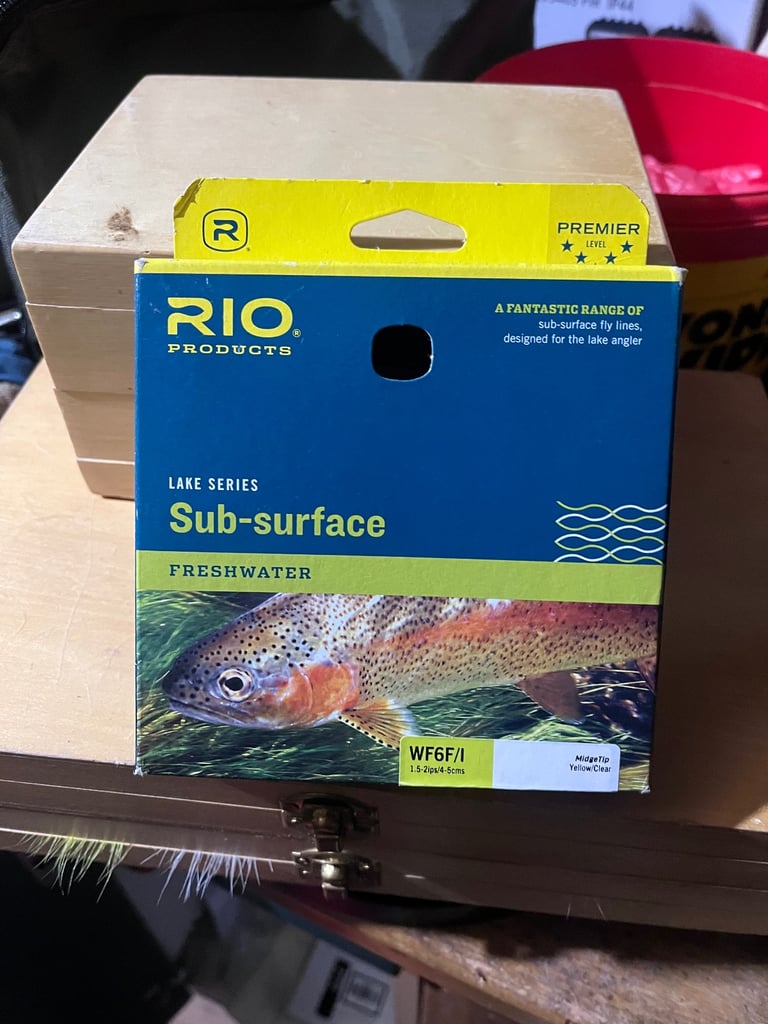 R
PREMIER
LEVEL
RIO®
PRODUCTS
A FANTASTIC RANGE OF
sub-surface fly lines,
designed for the lake angler
LAKE SERIES
Sub-surface
FRESHWATER
WF6F/I
1.5-2ips/4-5cms
MidgeTip
Yellow/Clear